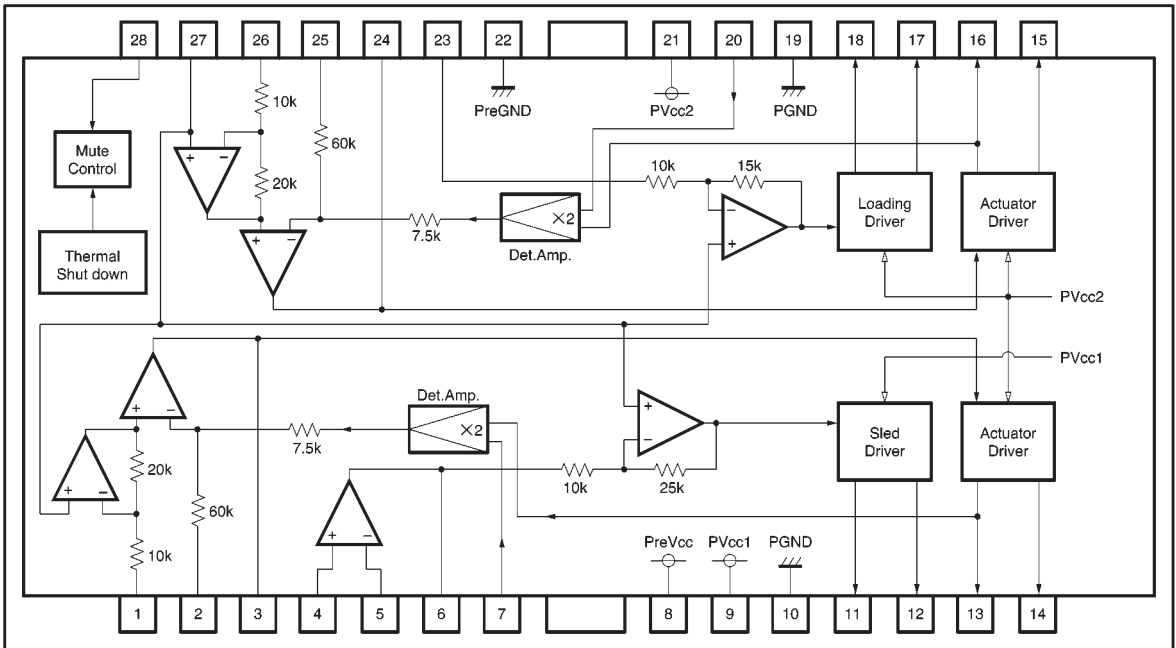 28 27 26 25 24 23 22 21 20 19 18 17 16 15
PreGND
PVcc2
PGND
10k
60k
Mute
Control
+ −
20k
10k
15k
Thermal
Shut down
+ −
7.5k
×2
Det.Amp.
−
+
Loading
Driver
Actuator
Driver
PVcc2
PVcc1
Det.Amp.
+ −
7.5k
×2
+
−
Sled
Driver
Actuator
Driver
20k
+ −
60k
10k
25k
10k
+ −
PreVcc
PVcc1
PGND
1 2 3 4 5 6 7 8 9 10 11 12 13 14